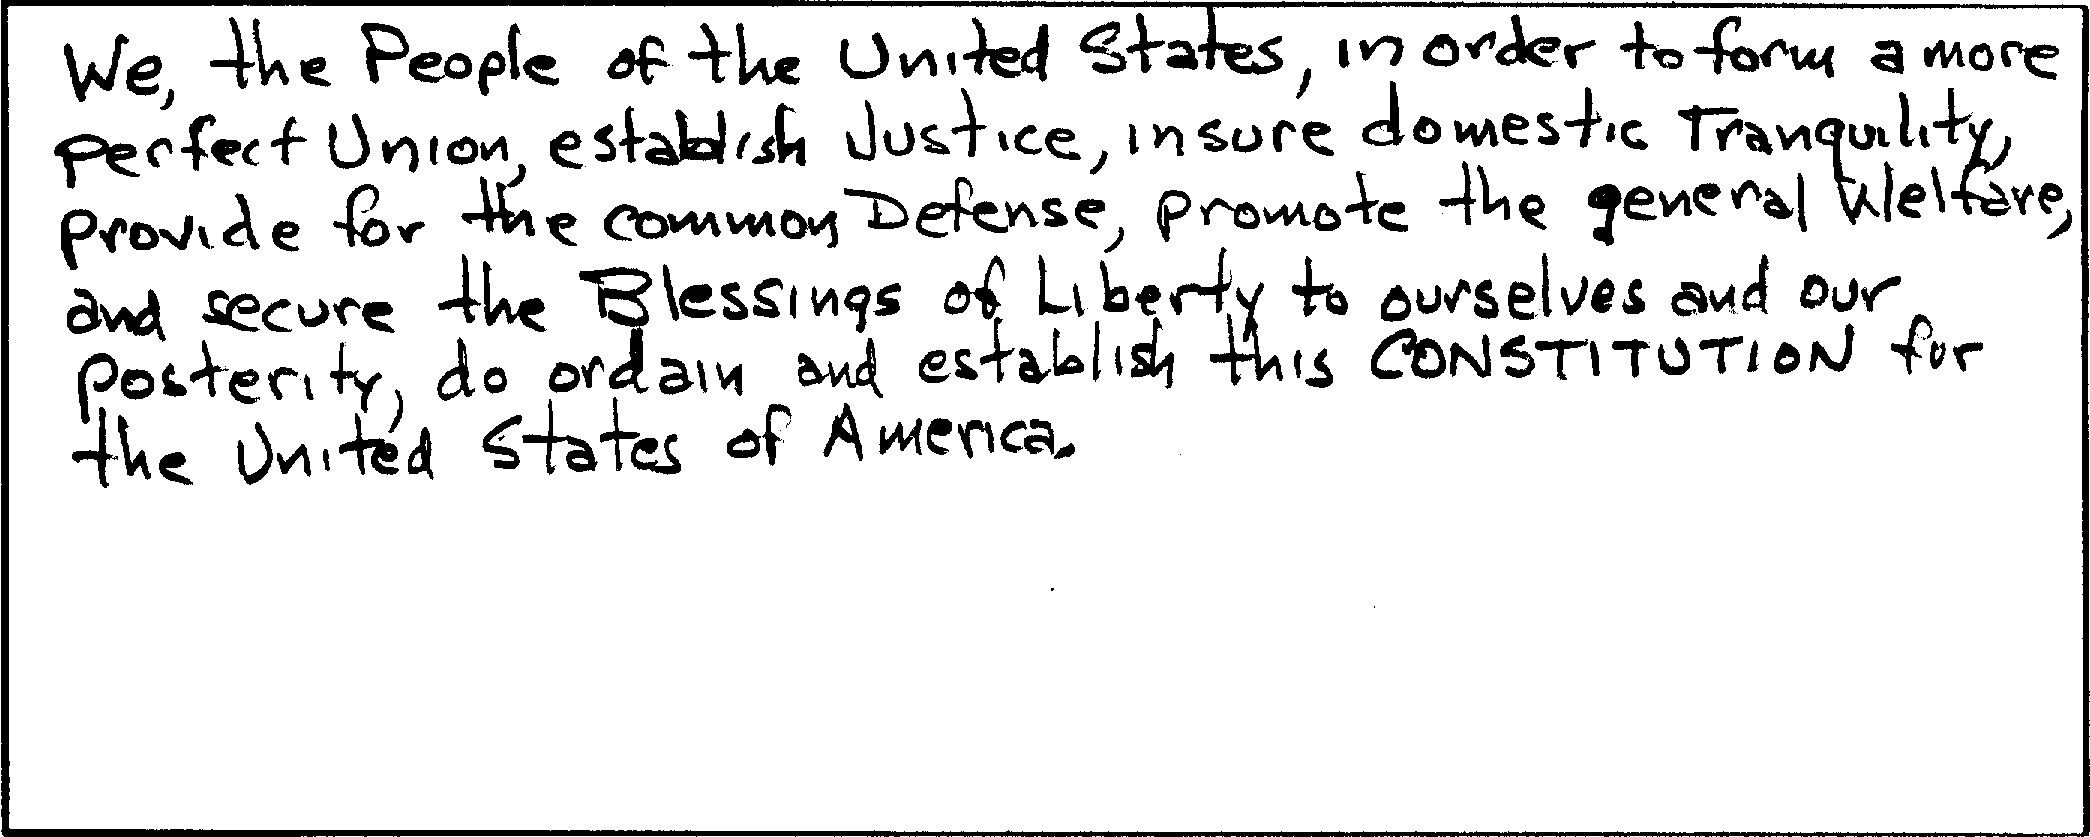 We, the People of the United States, in order to form a more
perfect Union, establish Justice, insure domestic Tranquility,
provide for the common Defense, promote the general Welfare,
and secure the Blessings of Liberty to ourselves and our
posterity, do ordain and establish this CONSTITUTION for
the United States of America.